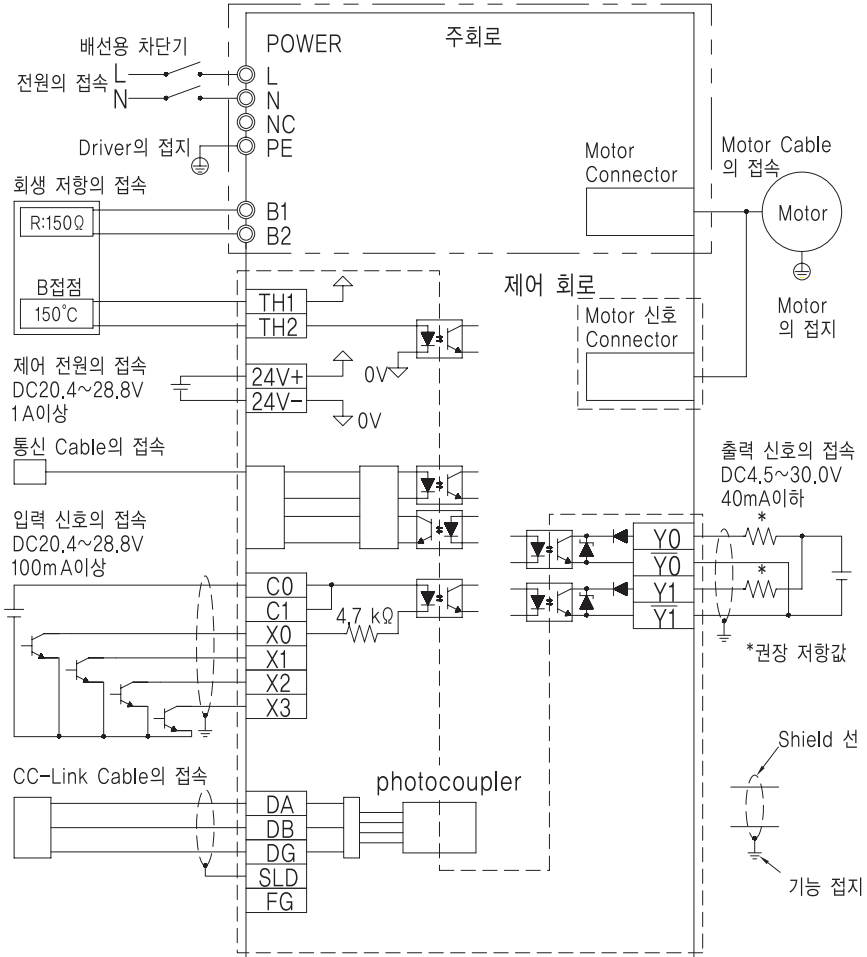 배선용 차단기
POWER
주회로
전원의 접속
L
N
L
N
NC
PE
Driver의 접지
Motor
Connector
Motor Cable
의 접속
Motor
Motor
의 접지
회생 저항의 접속
R:150Ω
B1
B2
B접점
150℃
TH1
TH2
제어 회로
Motor 신호
Connector
제어 전원의 접속
DC20.4~28.8V
1A이상
24V+
24V-
0V
0V
통신 Cable의 접속
출력 신호의 접속
DC4.5~30.0V
40mA이하
*
*
Y0
Y0
Y1
Y1
*권장 저항값
입력 신호의 접속
DC20.4~28.8V
100mA이상
C0
C1
X0
X1
X2
X3
4.7 kΩ
Shield 선
기능 접지
CC-Link Cable의 접속
photocoupler
DA
DB
DG
SLD
FG